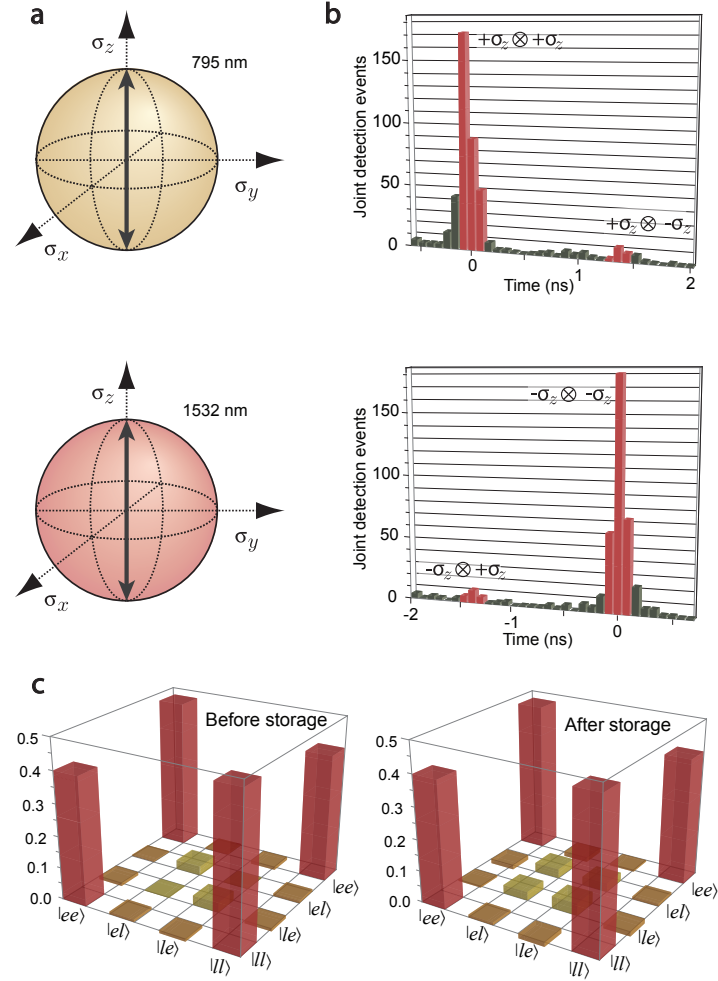 a
σz
795 nm
σy
σx
b
Joint detection events
150
100
50
0
+σz ⊗ +σz
+σz ⊗ -σz
0
1
2
Time (ns)
σz
1532 nm
σy
σx
Joint detection events
150
100
50
0
-σz ⊗ -σz
-σz ⊗ +σz
-2
-1
0
Time (ns)
c
Before storage
0.5
0.4
0.3
0.2
0.1
0.0
|ee⟩
|el⟩
|le⟩
|ll⟩
|ll⟩
|le⟩
|el⟩
|ee⟩
After storage
0.5
0.4
0.3
0.2
0.1
0.0
|ee⟩
|el⟩
|le⟩
|ll⟩
|ll⟩
|le⟩
|el⟩
|ee⟩